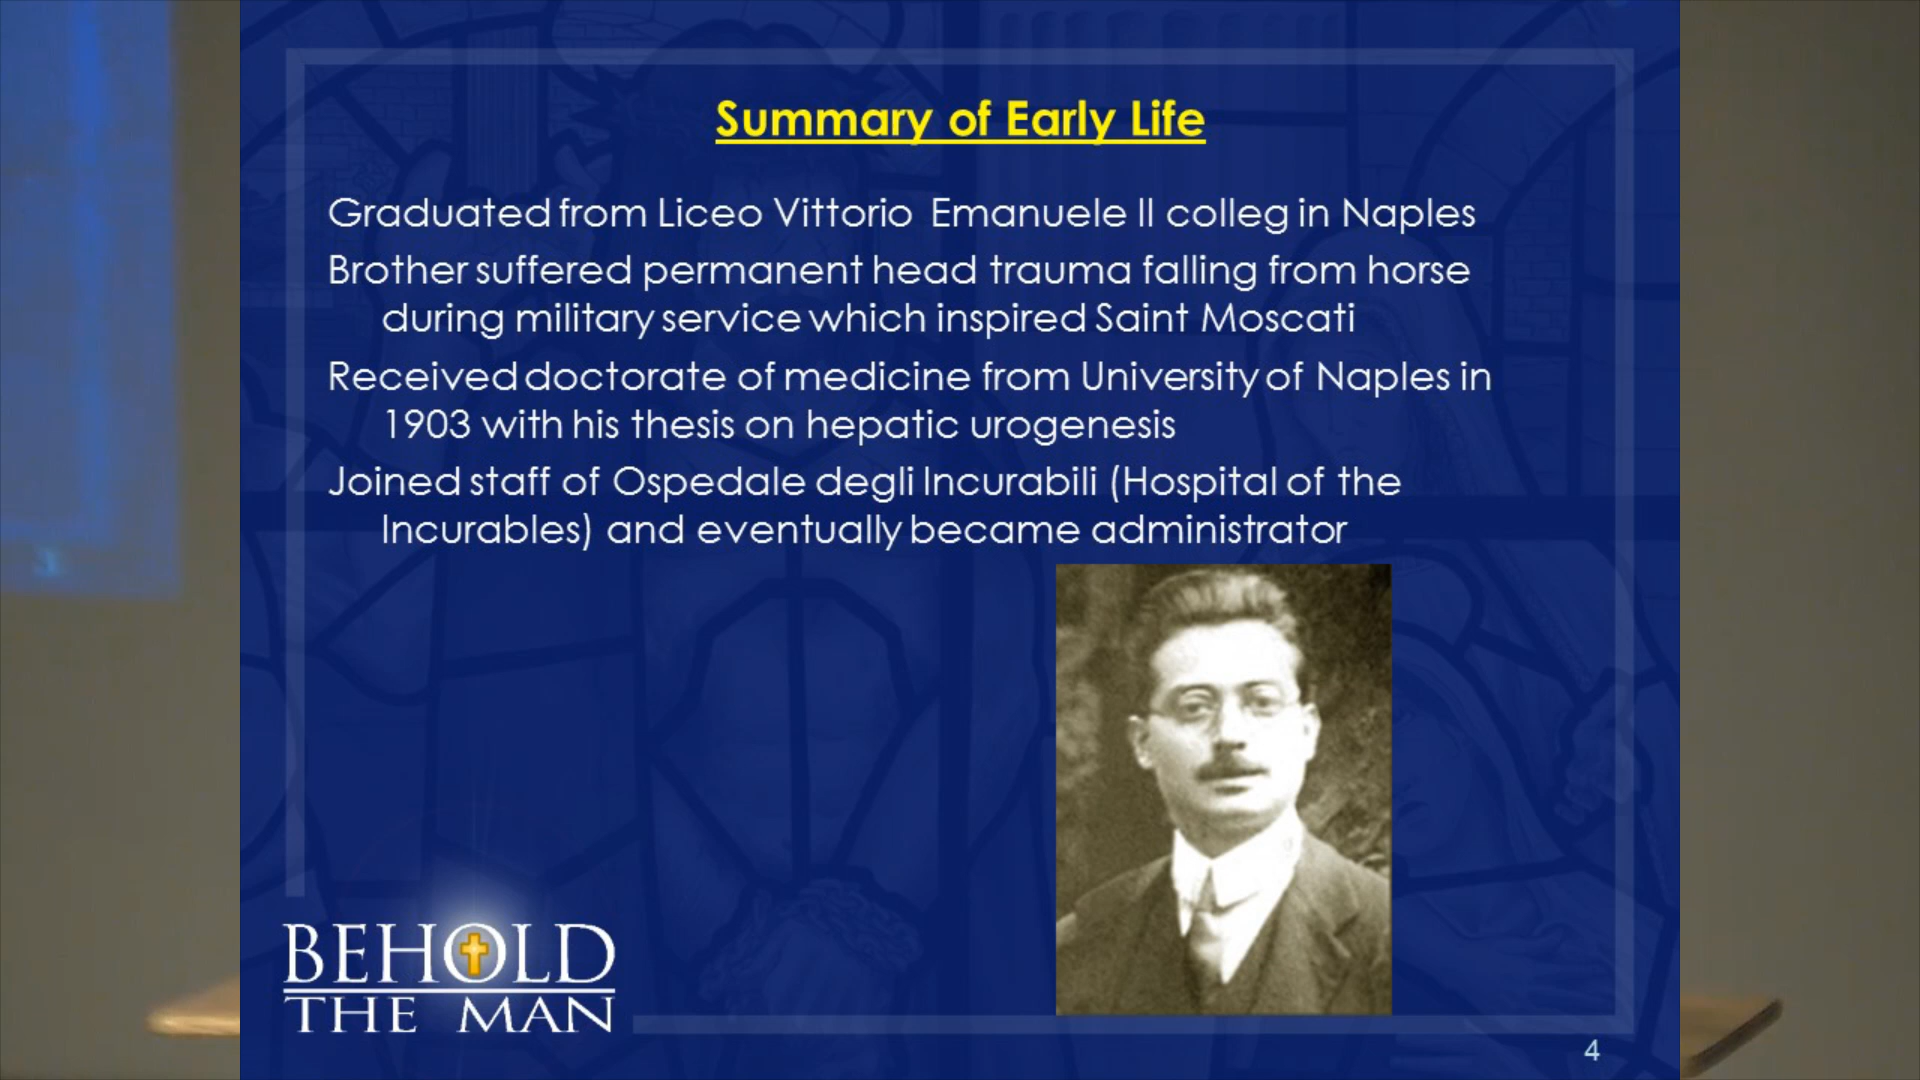 Summary of Early Life
Graduated from Liceo Vittorio Emanuele II colleg in Naples
Brother suffered permanent head trauma falling from horse
during military service which inspired Saint Moscati
Received doctorate of medicine from University of Naples in
1903 with his thesis on hepatic urogenesis
Joined staff of Ospedale degli Incurabili (Hospital of the
Incurables) and eventually became administrator
BEHOLD
THE MAN
4